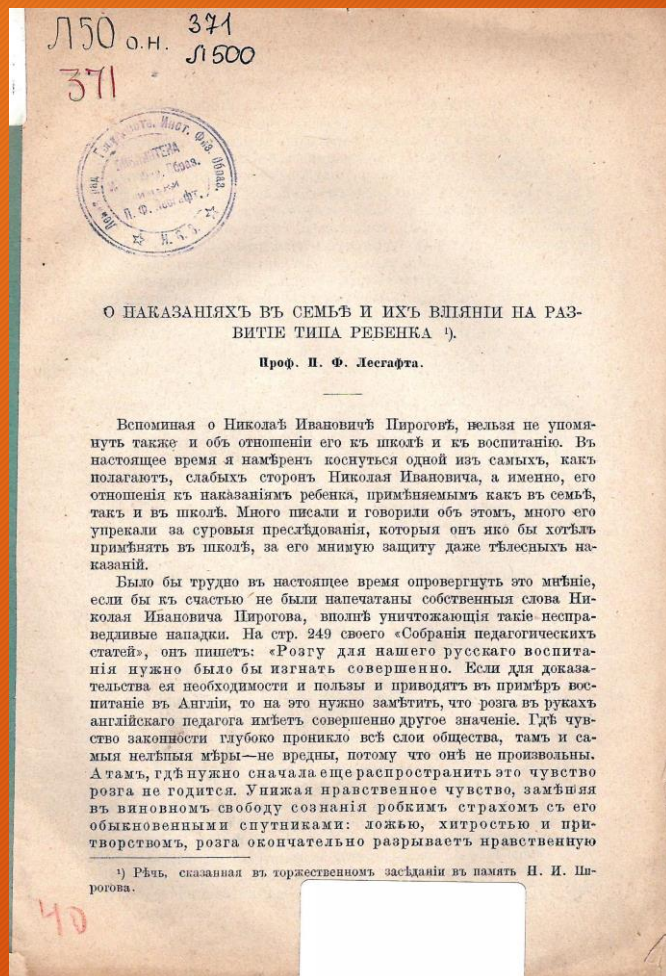 Л50 о.н. 371
Л500
371
БИБЛИОТЕКА
П. Ф. Лесгафт.
О НАКАЗАНІЯХЪ ВЪ СЕМЬѢ И ИХЪ ВЛІЯНІИ НА РАЗ-
ВИТІЕ ТИПА РЕБЕНКА ¹).
Проф. П. Ф. Лесгафта.
Вспоминая о Николаѣ Ивановичѣ Пироговѣ, нельзя не упомя-
нуть также и объ отношеніи его къ школѣ и къ воспитанію. Въ
настоящее время я намѣренъ коснуться одной изъ самыхъ, какъ
полагаютъ, слабыхъ сторонъ Николая Ивановича, а именно, его
отношенія къ наказаніямъ ребенка, примѣняемымъ какъ въ семьѣ,
такъ и въ школѣ. Много писали и говорили объ этомъ, много его
упрекали за суровыя преслѣдованія, которыя онъ яко бы хотѣлъ
примѣнять въ школѣ, за его мнимую защиту даже тѣлесныхъ на-
казаній.
Было бы трудно въ настоящее время опровергнуть это мнѣніе,
если бы къ счастью не были напечатаны собственныя слова Ни-
колая Ивановича Пирогова, вполнѣ уничтожающія такіе неспра-
ведливые нападки. На стр. 249 своего «Собранія педагогическихъ
статей», онъ пишетъ: «Розгу для нашего русскаго воспита-
нія нужно было бы изгнать совершенно. Если для доказа-
тельства ея необходимости и пользы и приводятъ въ примѣръ вос-
питаніе въ Англіи, то на это нужно замѣтить, что розга въ рукахъ
англійскаго педагога имѣетъ совершенно другое значеніе. Гдѣ чув-
ство законности глубоко проникло всѣ слои общества, тамъ и са-
мыя нелѣпыя мѣры—не вредны, потому что онѣ не произвольны.
А тамъ, гдѣ нужно сначала еще распространить это чувство
розга не годится. Унижая нравственное чувство, замѣняя
въ виновномъ свободу сознанія робкимъ страхомъ съ его
обыкновенными спутниками: ложью, хитростью и при-
творствомъ, розга окончательно разрываетъ нравственную
¹) Рѣчь, сказанная въ торжественномъ засѣданіи въ память Н. И. Пи-
рогова.
40